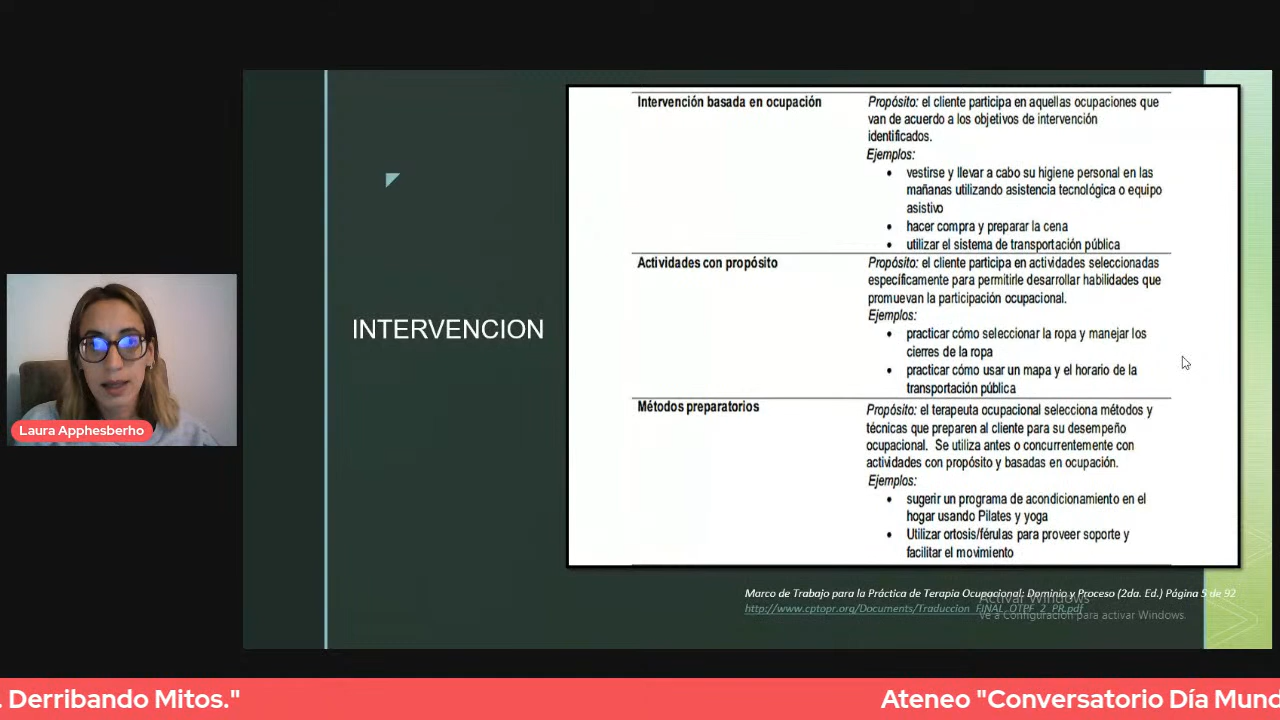 Intervención basada en ocupación
Propósito: el cliente participa en aquellas ocupaciones que
van de acuerdo a los objetivos de intervención
identificados.
Ejemplos:
• vestirse y llevar a cabo su higiene personal en las
mañanas utilizando asistencia tecnológica o equipo
asistivo
• hacer compra y preparar la cena
• utilizar el sistema de transportación pública
Actividades con propósito
Propósito: el cliente participa en actividades seleccionadas
específicamente para permitirle desarrollar habilidades que
promuevan la participación ocupacional.
Ejemplos:
• practicar cómo seleccionar la ropa y manejar los
cierres de la ropa
• practicar cómo usar un mapa y el horario de la
transportación pública
Métodos preparatorios
Propósito: el terapeuta ocupacional selecciona métodos y
técnicas que preparen al cliente para su desempeño
ocupacional. Se utiliza antes o concurrentemente con
actividades con propósito y basadas en ocupación.
Ejemplos:
• sugerir un programa de acondicionamiento en el
hogar usando Pilates y yoga
• Utilizar ortosis/férulas para proveer soporte y
facilitar el movimiento
INTERVENCION
Laura Apphesberho
Marco de Trabajo para la Práctica de Terapia Ocupacional: Dominio y Proceso (2da. Ed.) Página 5 de 92
http://www.cptopr.org/Documents/Traduccion_FINAL_OTPF_2_PR.pdf
Activar Windows
Ve a Configuración para activar Windows.
. Derribando Mitos."
Ateneo "Conversatorio Día Mund